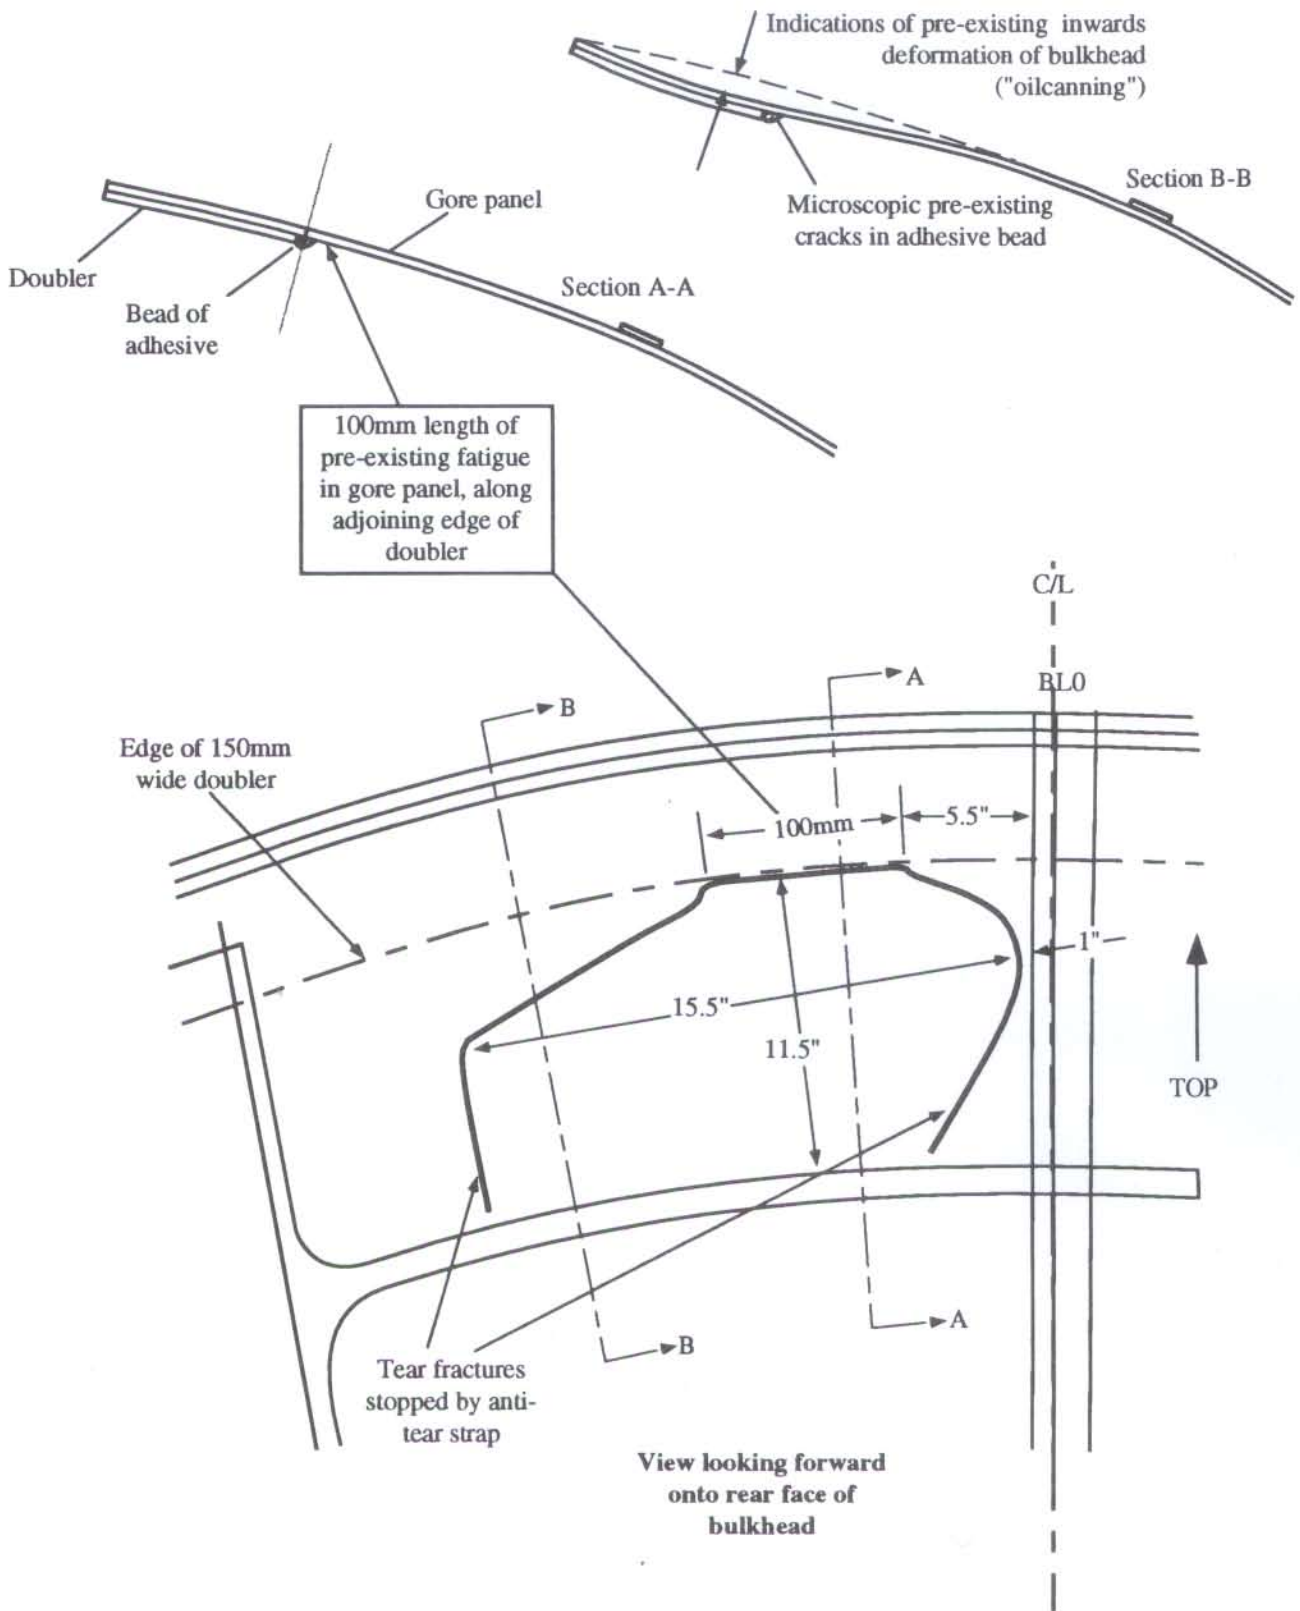 Indications of pre-existing inwards
deformation of bulkhead
("oilcanning")
Section B-B
Microscopic pre-existing
cracks in adhesive bead
Gore panel
Doubler
Section A-A
Bead of
adhesive
100mm length of
pre-existing fatigue
in gore panel, along
adjoining edge of
doubler
C/L
A
BL0
B
Edge of 150mm
wide doubler
100mm
5.5"
1"
15.5"
11.5"
TOP
A
B
Tear fractures
stopped by anti-
tear strap
View looking forward
onto rear face of
bulkhead